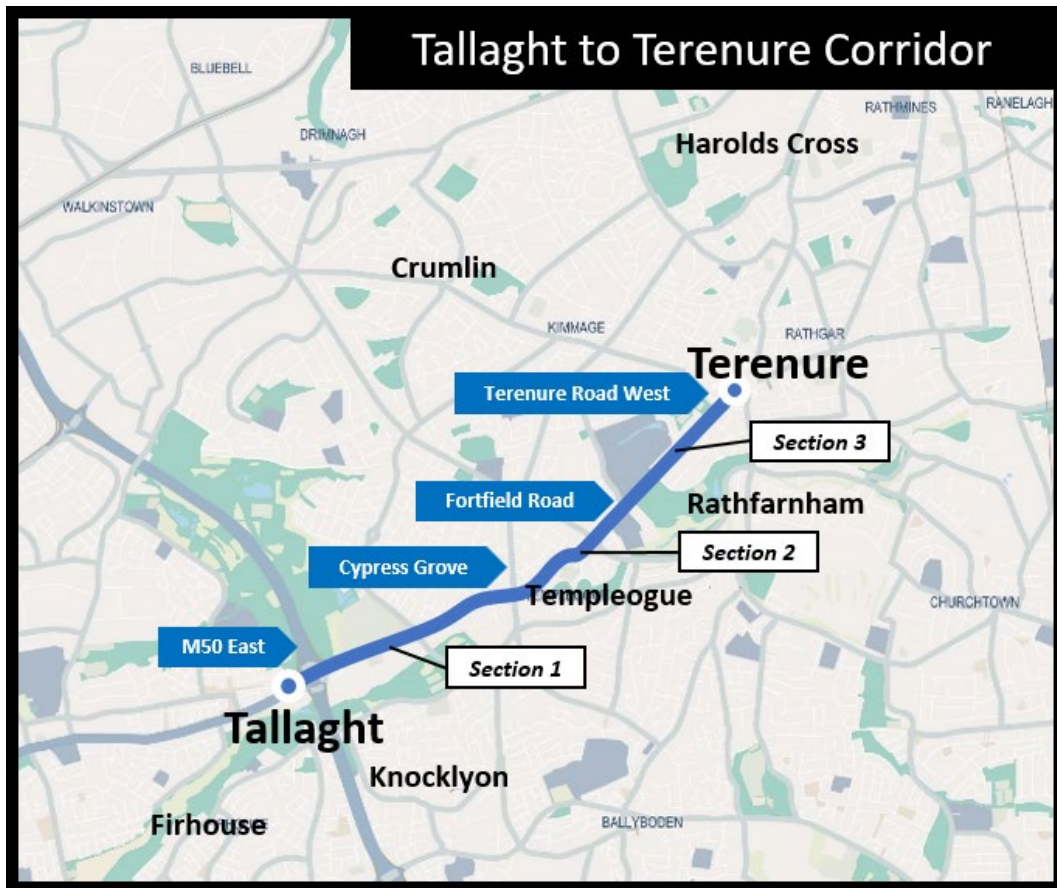 Tallaght to Terenure Corridor
BLUEBELL
RATHMINES
RANELAGH
DRIMNAGH
Harolds Cross
WALKINSTOWN
Crumlin
KIMMAGE
RATHGAR
Terenure
Terenure Road West
Section 3
Fortfield Road
Rathfarnham
Section 2
Cypress Grove
Templeogue
CHURCHTOWN
M50 East
Section 1
Tallaght
Knocklyon
Firhouse
BALLYBODEN